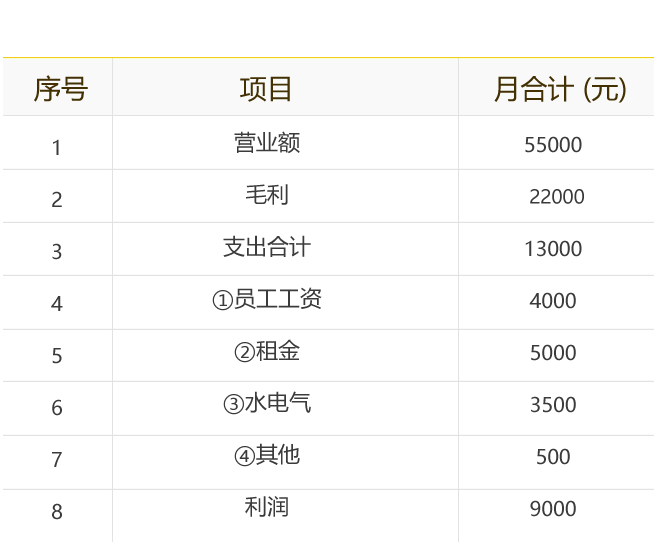 序号 项目 月合计 (元)
1 营业额 55000
2 毛利 22000
3 支出合计 13000
4 ①员工工资 4000
5 ②租金 5000
6 ③水电气 3500
7 ④其他 500
8 利润 9000